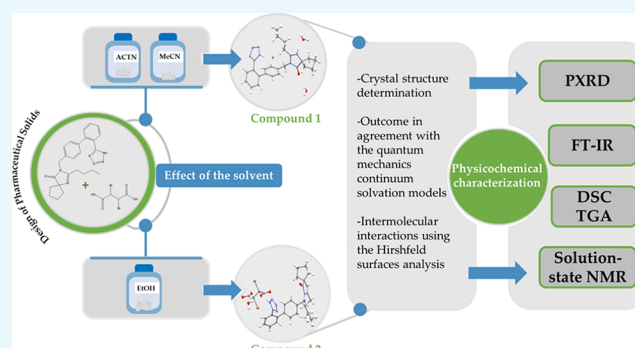 ACTN
MeCN
Compound 1
Design of Pharmaceutical Solids
+
Effect of the solvent
EtOH
Compound 2
-Crystal structure
determination
-Outcome in
agreement with
the quantum
mechanics
continuum
solvation models
-Intermolecular
interactions using
the Hirshfeld
surfaces analysis
Physicochemical
characterization
PXRD
FT-IR
DSC
TGA
Solution-
state NMR